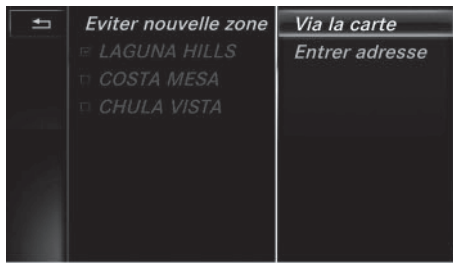 Eviter nouvelle zone
LAGUNA HILLS
COSTA MESA
CHULA VISTA
Via la carte
Entrer adresse